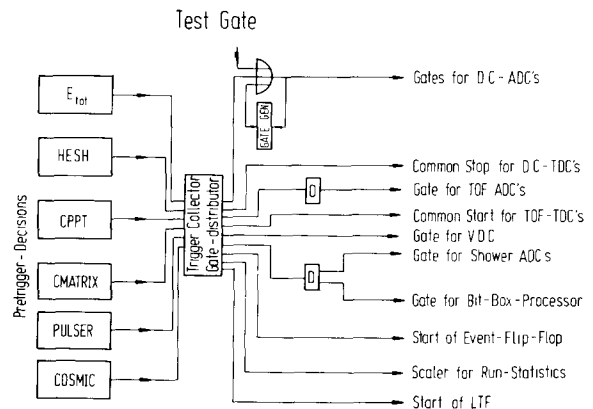 Test Gate
E tot
HESH
CPPT
CMATRIX
PULSER
COSMIC
Pretrigger-Decisions
Trigger Collector
Gate-distributor
GATE GEN
D
D
Gates for DC-ADC's
Common Stop for DC-TDC's
Gate for TOF ADC's
Common Start for TOF-TDC's
Gate for VDC
Gate for Shower ADCs
Gate for Bit-Box-Processor
Start of Event-Flip-Flop
Scaler for Run-Statistics
Start of LTF